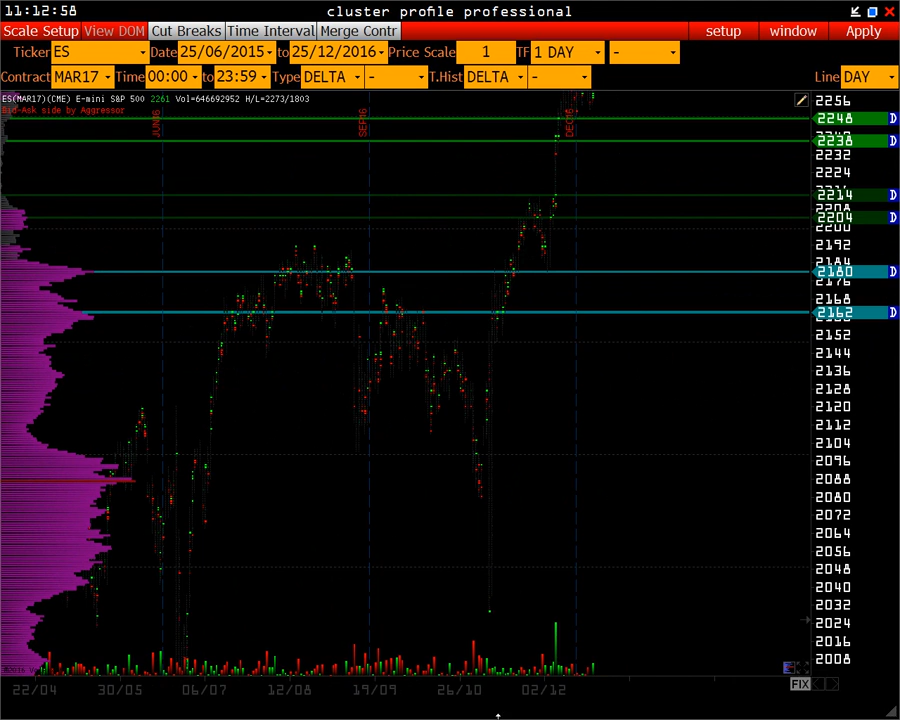 11:12:58 cluster profile professional
Scale Setup View DOM Cut Breaks Time Interval Merge Contr setup window Apply
Ticker ES Date 25/06/2015 to 25/12/2016 Price Scale 1 TF 1 DAY -
Contract MAR17 Time 00:00 to 23:59 Type DELTA - T.Hist DELTA - Line DAY
ES(MAR17)(CME) E-mini S&P 500 2261 Vol=646692952 H/L=2273/1803
Bid-Ask side by Aggressor
JUN16 SEP16 DEC16
2256
2248 D
2238 D
2232
2224
2214 D
2208
2204 D
2200
2192
2184
2180 D
2176
2168
2162 D
2152
2144
2136
2128
2120
2112
2104
2096
2088
2080
2072
2064
2056
2048
2040
2032
2024
2016
2008
FIX
22/04 30/05 06/07 12/08 19/09 26/10 02/12